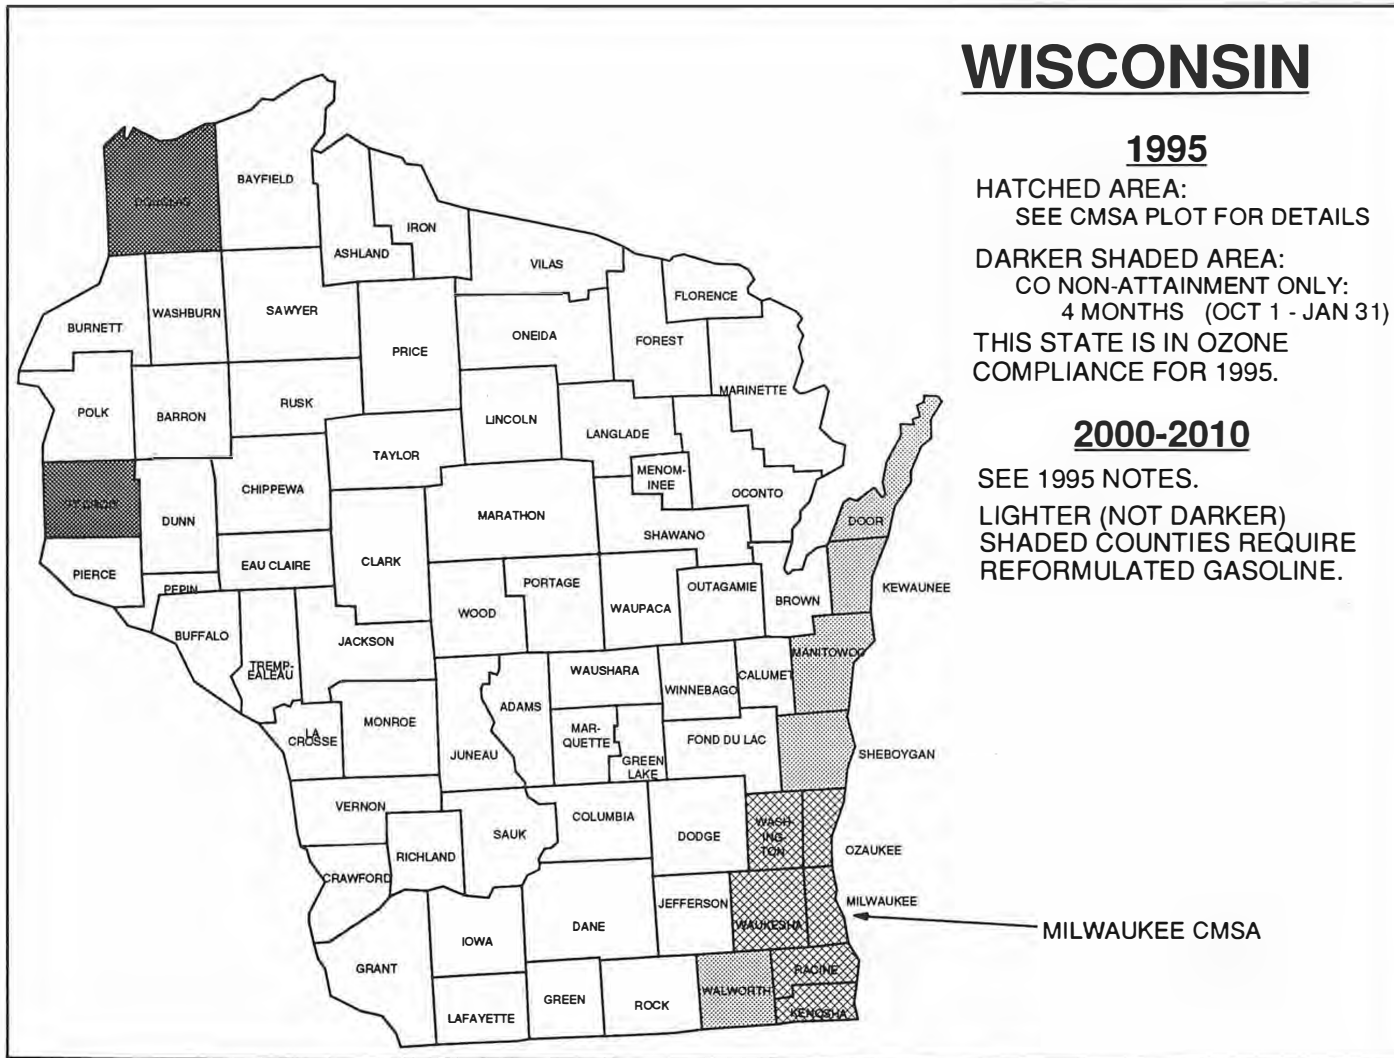 WISCONSIN
1995
HATCHED AREA:
SEE CMSA PLOT FOR DETAILS
DARKER SHADED AREA:
CO NON-ATTAINMENT ONLY:
4 MONTHS (OCT 1 - JAN 31)
THIS STATE IS IN OZONE
COMPLIANCE FOR 1995.
2000-2010
SEE 1995 NOTES.
LIGHTER (NOT DARKER)
SHADED COUNTIES REQUIRE
REFORMULATED GASOLINE.
DOUGLAS
BAYFIELD
ASHLAND
IRON
VILAS
FLORENCE
BURNETT
WASHBURN
SAWYER
PRICE
ONEIDA
FOREST
MARINETTE
POLK
BARRON
RUSK
TAYLOR
LINCOLN
LANGLADE
MENOM-
INEE
OCONTO
ST CROIX
DUNN
CHIPPEWA
MARATHON
SHAWANO
DOOR
PIERCE
PEPIN
EAU CLAIRE
CLARK
WOOD
PORTAGE
WAUPACA
OUTAGAMIE
BROWN
KEWAUNEE
BUFFALO
TREMP-
EALEAU
JACKSON
WAUSHARA
WINNEBAGO
CALUMET
MANITOWOC
LA
CROSSE
MONROE
JUNEAU
ADAMS
MAR-
QUETTE
GREEN
LAKE
FOND DU LAC
SHEBOYGAN
VERNON
RICHLAND
SAUK
COLUMBIA
DODGE
WASH-
ING-
TON
OZAUKEE
CRAWFORD
GRANT
IOWA
DANE
JEFFERSON
WAUKESHA
MILWAUKEE
MILWAUKEE CMSA
LAFAYETTE
GREEN
ROCK
WALWORTH
RACINE
KENOSHA